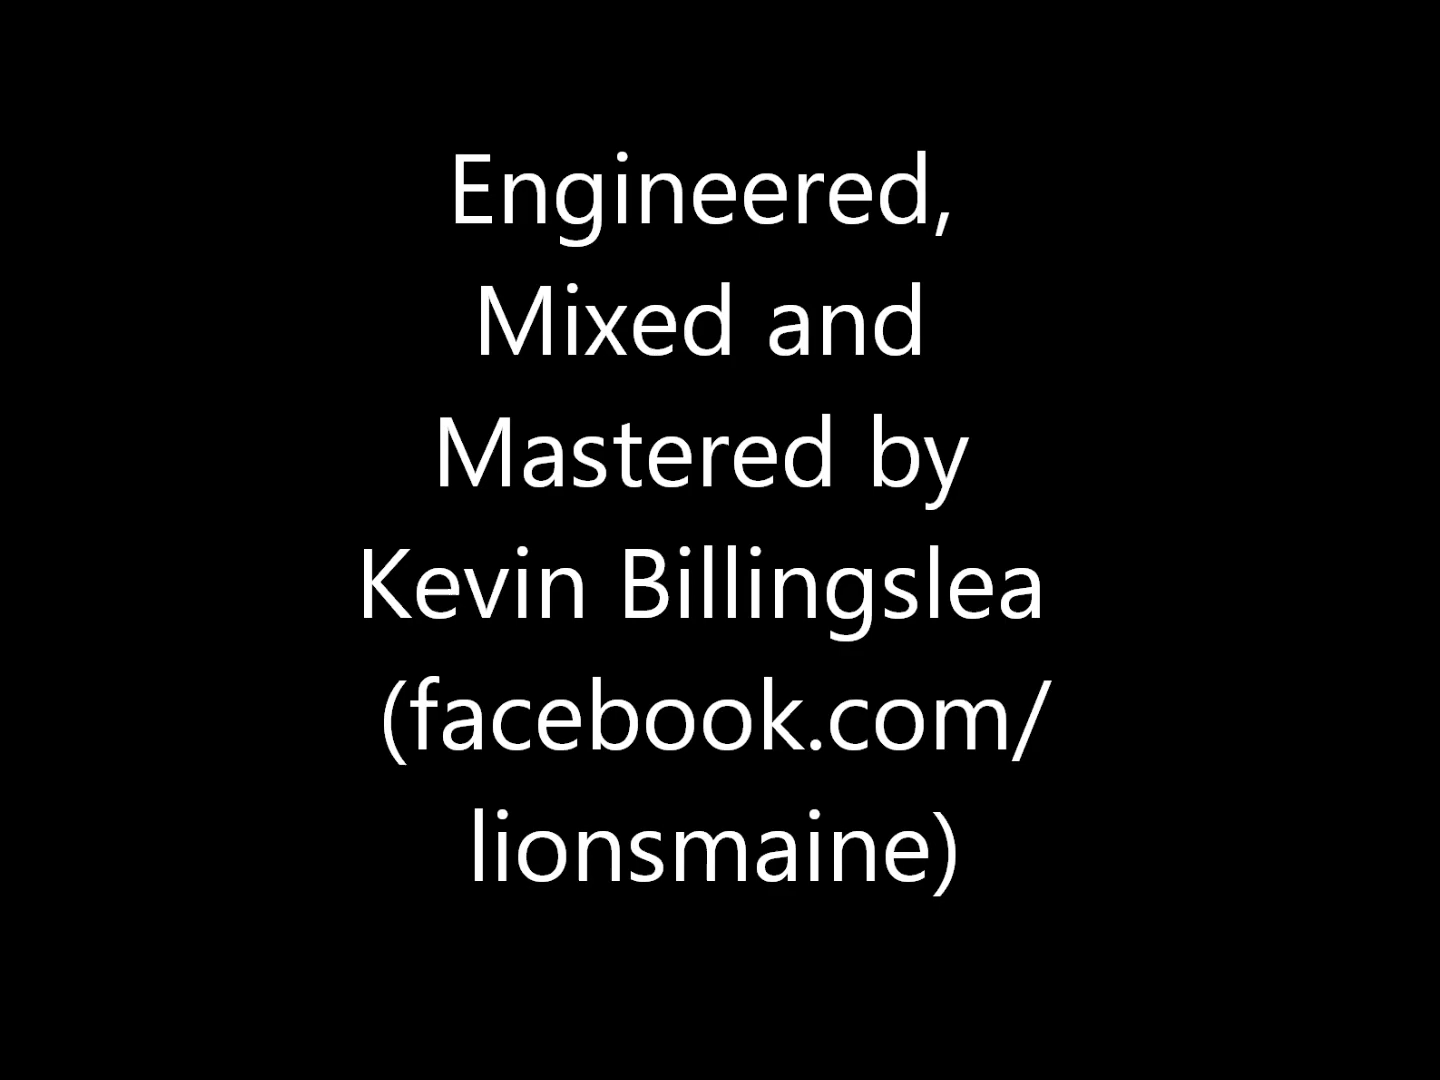 Engineered,
Mixed and
Mastered by
Kevin Billingslea
(facebook.com/
lionsmaine)